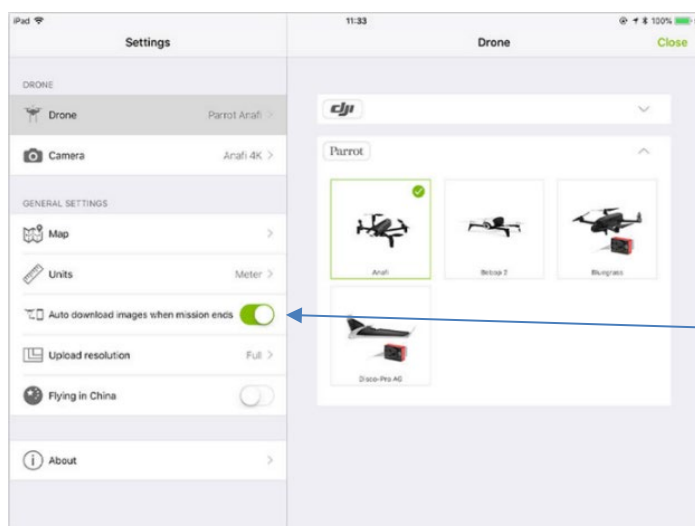 iPad 11:33 100%
Settings Drone Close
DRONE
Drone Parrot Anafi
Camera Anafi 4K
GENERAL SETTINGS
Map
Units Meter
Auto download images when mission ends
Upload resolution Full
Flying in China
About
dji
Parrot
Anafi Bebop 2 Bluegrass
Disco-Pro AG